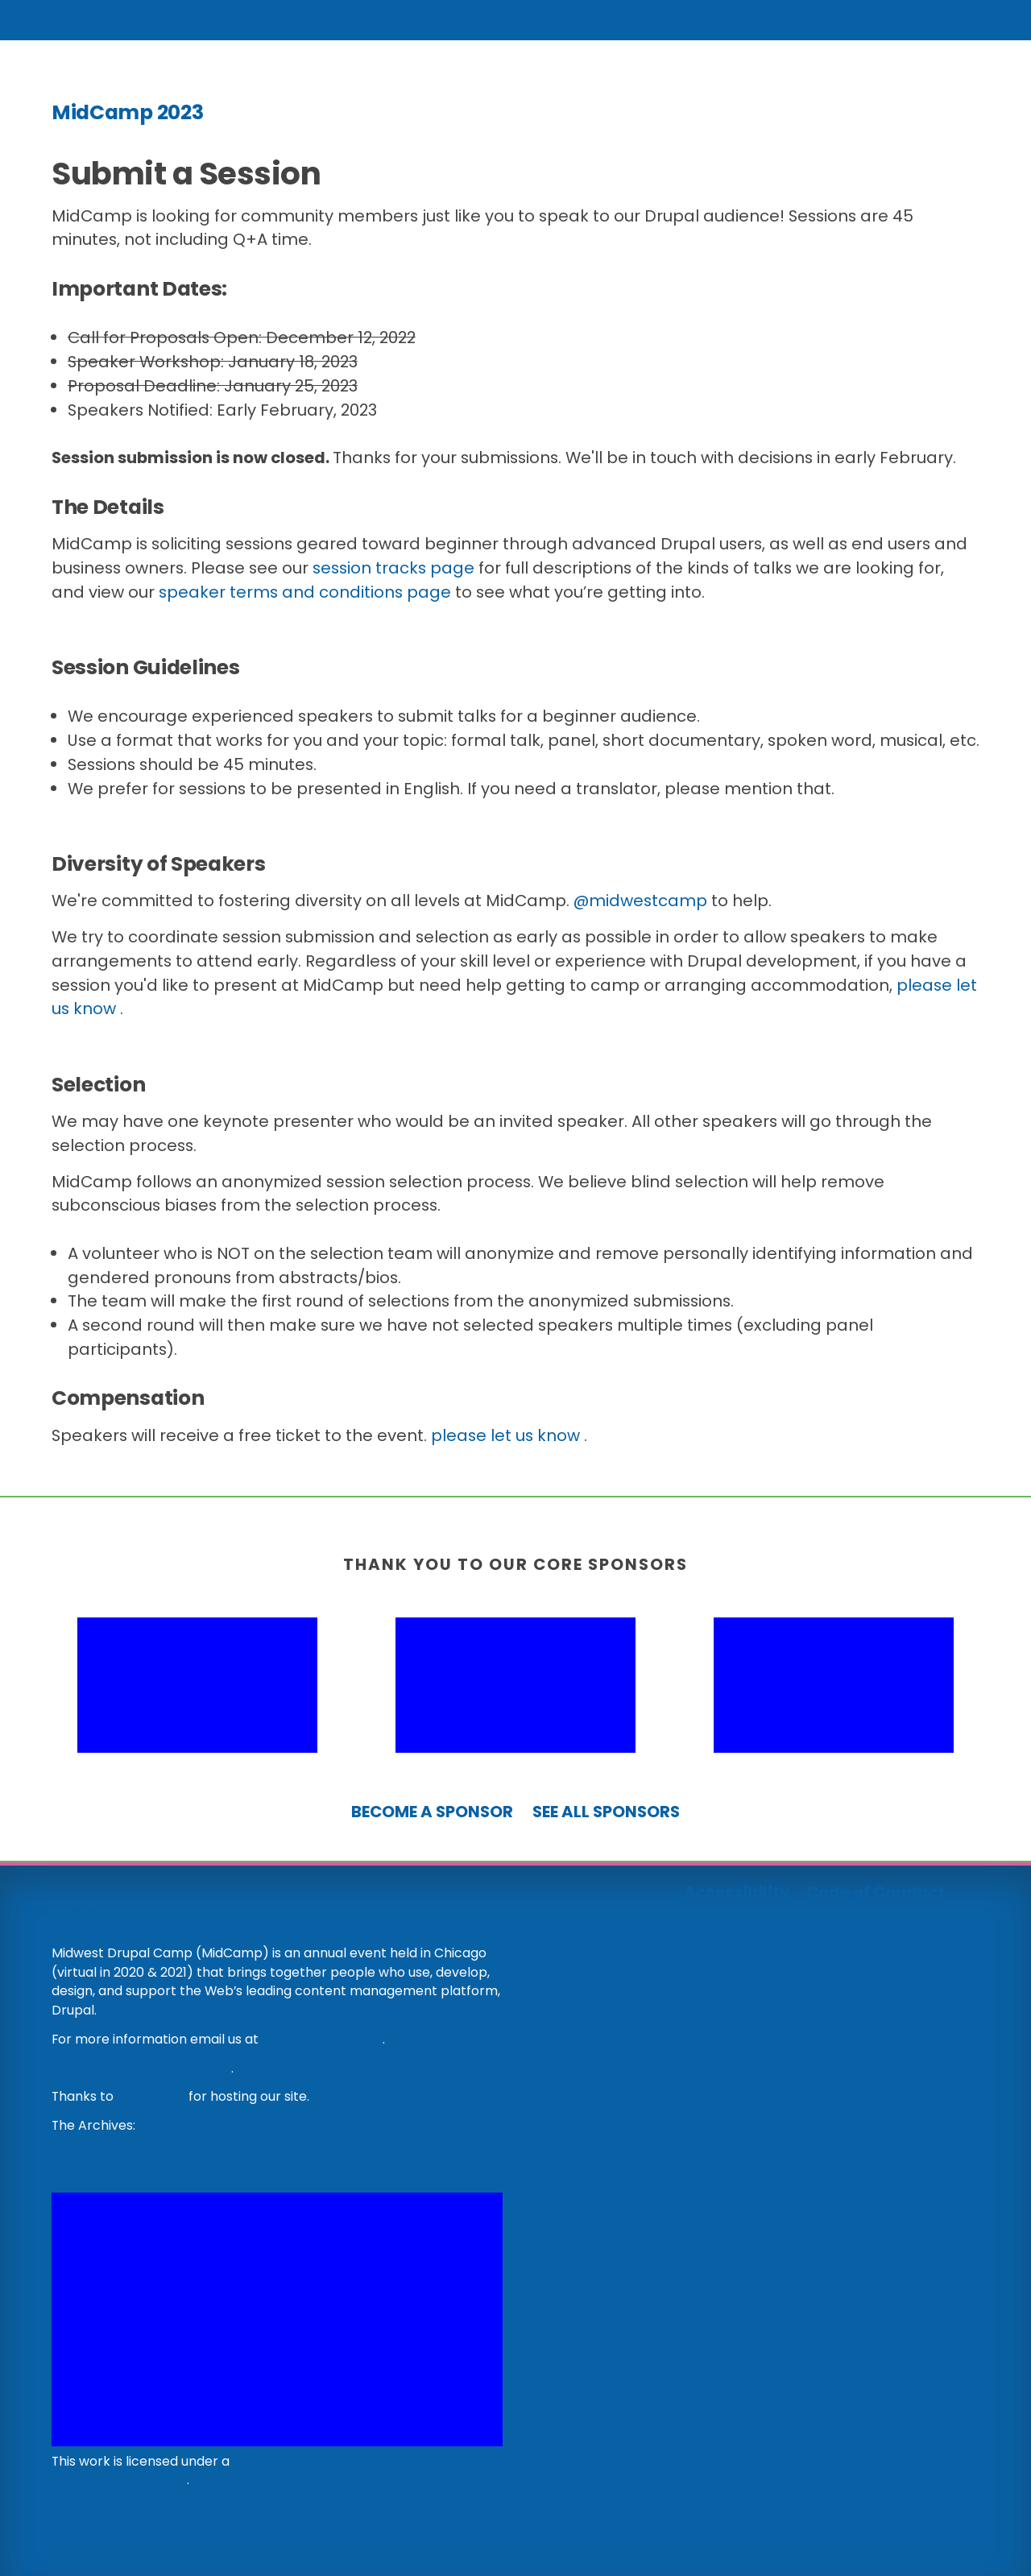 MidCamp 2023
Submit a Session
MidCamp is looking for community members just like you to speak to our Drupal audience! Sessions are 45
minutes, not including Q+A time.
Important Dates:
Call for Proposals Open: December 12, 2022
Speaker Workshop: January 18, 2023
Proposal Deadline: January 25, 2023
Speakers Notified: Early February, 2023
Session submission is now closed. Thanks for your submissions. We'll be in touch with decisions in early February.
The Details
MidCamp is soliciting sessions geared toward beginner through advanced Drupal users, as well as end users and
business owners. Please see our session tracks page for full descriptions of the kinds of talks we are looking for,
and view our speaker terms and conditions page to see what you’re getting into.
Session Guidelines
We encourage experienced speakers to submit talks for a beginner audience.
Use a format that works for you and your topic: formal talk, panel, short documentary, spoken word, musical, etc.
Sessions should be 45 minutes.
We prefer for sessions to be presented in English. If you need a translator, please mention that.
Diversity of Speakers
We're committed to fostering diversity on all levels at MidCamp. @midwestcamp to help.
We try to coordinate session submission and selection as early as possible in order to allow speakers to make
arrangements to attend early. Regardless of your skill level or experience with Drupal development, if you have a
session you'd like to present at MidCamp but need help getting to camp or arranging accommodation, please let
us know .
Selection
We may have one keynote presenter who would be an invited speaker. All other speakers will go through the
selection process.
MidCamp follows an anonymized session selection process. We believe blind selection will help remove
subconscious biases from the selection process.
A volunteer who is NOT on the selection team will anonymize and remove personally identifying information and
gendered pronouns from abstracts/bios.
The team will make the first round of selections from the anonymized submissions.
A second round will then make sure we have not selected speakers multiple times (excluding panel
participants).
Compensation
Speakers will receive a free ticket to the event. please let us know .
THANK YOU TO OUR CORE SPONSORS
BECOME A SPONSOR SEE ALL SPONSORS
Midwest Drupal Camp (MidCamp) is an annual event held in Chicago
(virtual in 2020 & 2021) that brings together people who use, develop,
design, and support the Web’s leading content management platform,
Drupal.
For more information email us at .
.
Thanks to for hosting our site.
The Archives:
This work is licensed under a
.